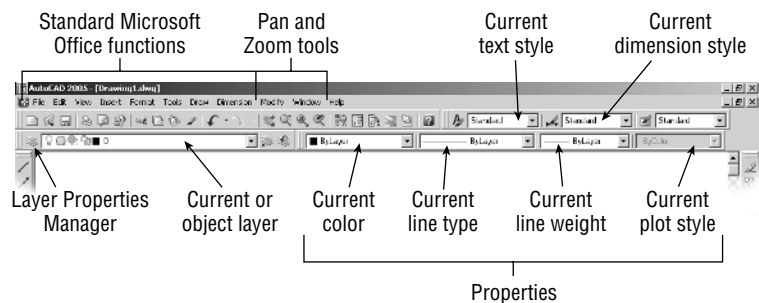 Standard Microsoft
Office functions
Pan and
Zoom tools
Current
text style
Current
dimension style
AutoCAD 2005 - [Drawing1.dwg]
File Edit View Insert Format Tools Draw Dimension Modify Window Help
Standard Standard Standard
0 ByLayer ByLayer ByLayer ByColor
Layer Properties
Manager
Current or
object layer
Current
color
Current
line type
Current
line weight
Current
plot style
Properties